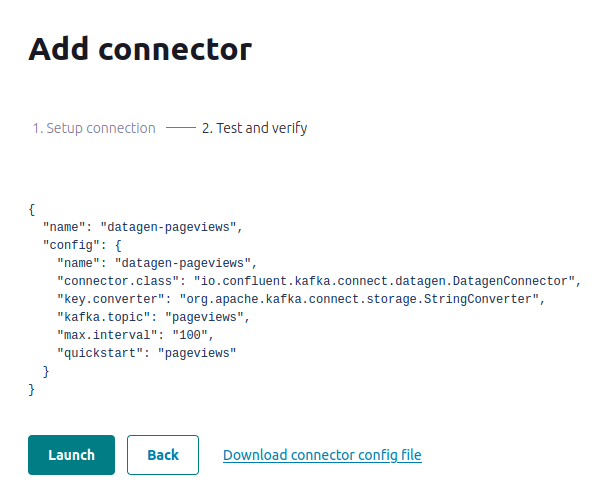 Add connector
1. Setup connection 2. Test and verify
{
  "name": "datagen-pageviews",
  "config": {
    "name": "datagen-pageviews",
    "connector.class": "io.confluent.kafka.connect.datagen.DatagenConnector",
    "key.converter": "org.apache.kafka.connect.storage.StringConverter",
    "kafka.topic": "pageviews",
    "max.interval": "100",
    "quickstart": "pageviews"
  }
}
Launch Back Download connector config file